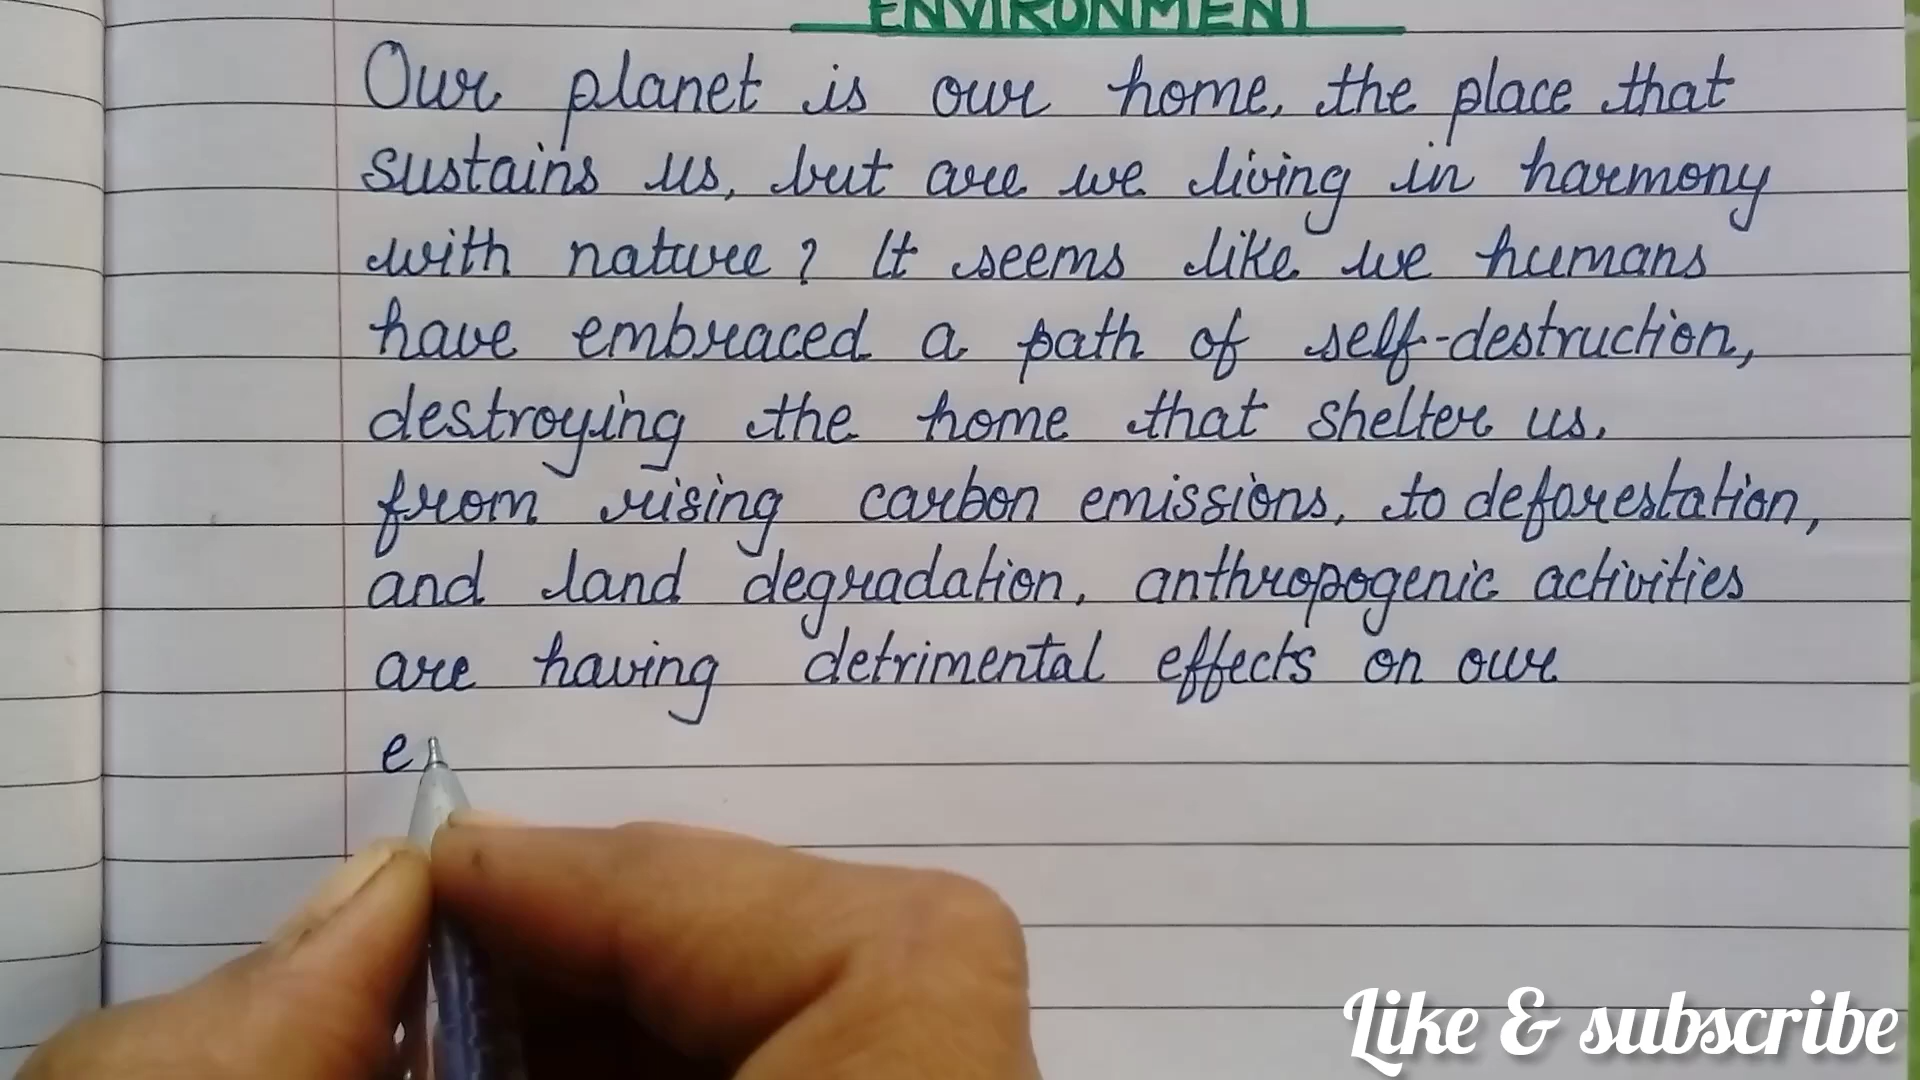 ENVIRONMENT
Our planet is our home, the place that
sustains us, but are we living in harmony
with nature? It seems like we humans
have embraced a path of self-destruction,
destroying the home that shelter us.
from rising carbon emissions, to deforestation,
and land degradation, anthropogenic activities
are having detrimental effects on our
e
Like & subscribe